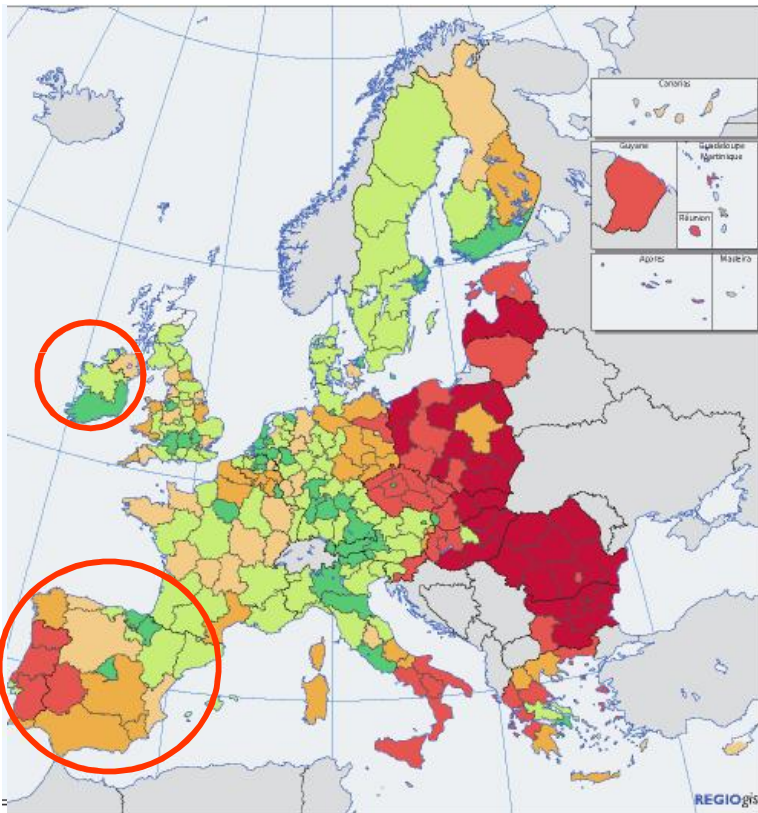 Canarias
Guyane
Guadeloupe
Martinique
Réunion
Açores
Madeira
REGIOgis